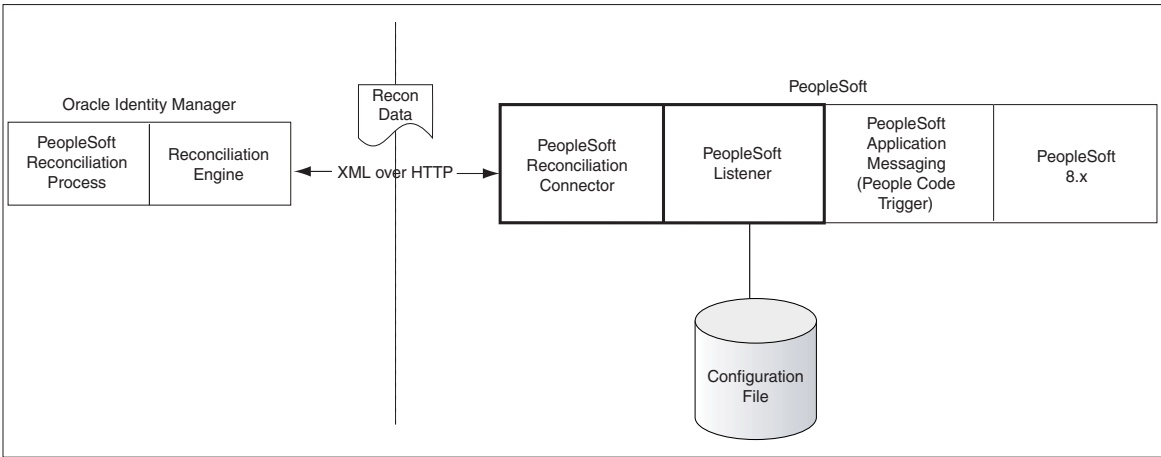 Oracle Identity Manager
PeopleSoft
Reconciliation
Process
Reconciliation
Engine
Recon
Data
XML over HTTP
PeopleSoft
PeopleSoft
Reconciliation
Connector
PeopleSoft
Listener
PeopleSoft
Application
Messaging
(People Code
Trigger)
PeopleSoft
8.x
Configuration
File